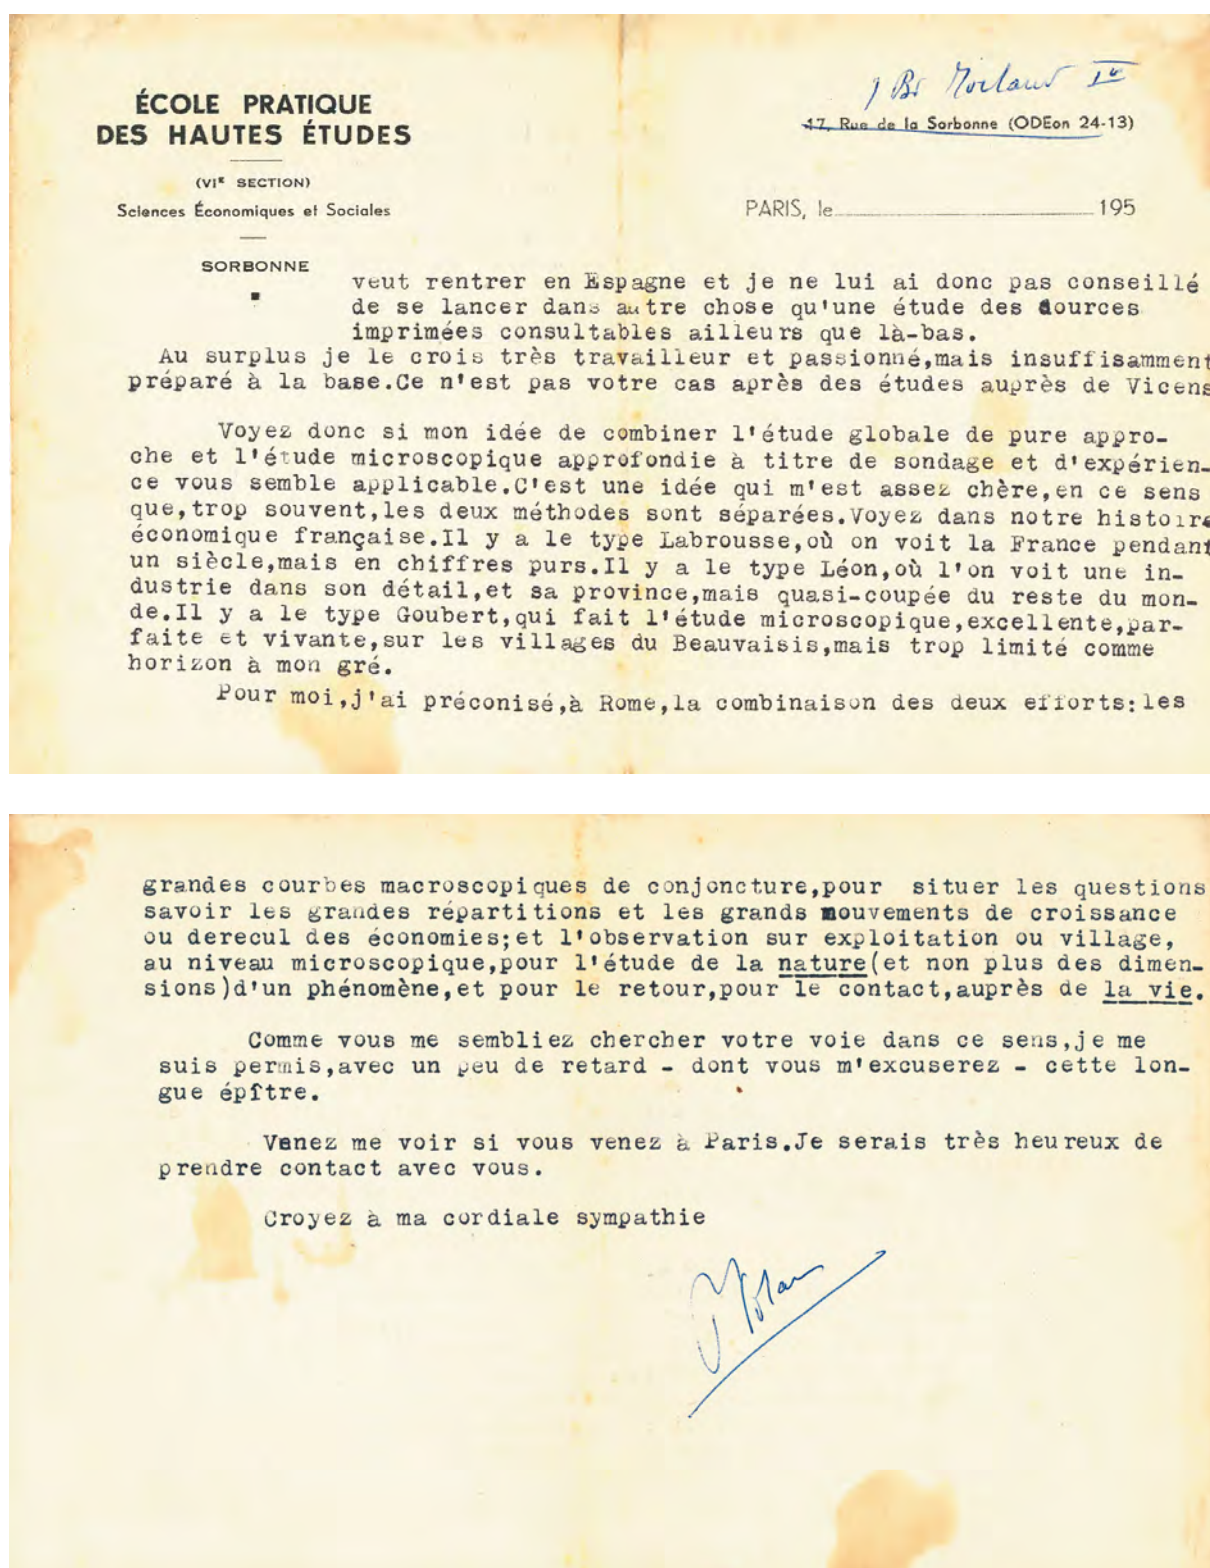 ÉCOLE PRATIQUE
DES HAUTES ÉTUDES
(VIᴱ SECTION)
Sciences Économiques et Sociales
SORBONNE
1 Bd Morland IVe
17, Rue de la Sorbonne (ODEon 24-13)
PARIS, le 195
veut rentrer en Espagne et je ne lui ai donc pas conseillé
de se lancer dans autre chose qu'une étude des sources
imprimées consultables ailleurs que là-bas.
Au surplus je le crois très travailleur et passionné,mais insuffisamment
préparé à la base.Ce n'est pas votre cas après des études auprès de Vicens
Voyez donc si mon idée de combiner l'étude globale de pure appro-
che et l'étude microscopique approfondie à titre de sondage et d'expérien-
ce vous semble applicable.C'est une idée qui m'est assez chère,en ce sens
que,trop souvent,les deux méthodes sont séparées.Voyez dans notre histoire
économique française.Il y a le type Labrousse,où on voit la France pendant
un siècle,mais en chiffres purs.Il y a le type Léon,où l'on voit une in-
dustrie dans son détail,et sa province,mais quasi-coupée du reste du mon-
de.Il y a le type Goubert,qui fait l'étude microscopique,excellente,par-
faite et vivante,sur les villages du Beauvaisis,mais trop limité comme
horizon à mon gré.
Pour moi,j'ai préconisé,à Rome,la combinaison des deux efforts:les
grandes courbes macroscopiques de conjoncture,pour situer les questions
savoir les grandes répartitions et les grands mouvements de croissance
ou derecul des économies;et l'observation sur exploitation ou village,
au niveau microscopique,pour l'étude de la nature(et non plus des dimen-
sions)d'un phénomène,et pour le retour,pour le contact,auprès de la vie.
Comme vous me sembliez chercher votre voie dans ce sens,je me
suis permis,avec un peu de retard - dont vous m'excuserez - cette lon-
gue épître.
Venez me voir si vous venez à Paris.Je serais très heureux de
prendre contact avec vous.
Croyez à ma cordiale sympathie